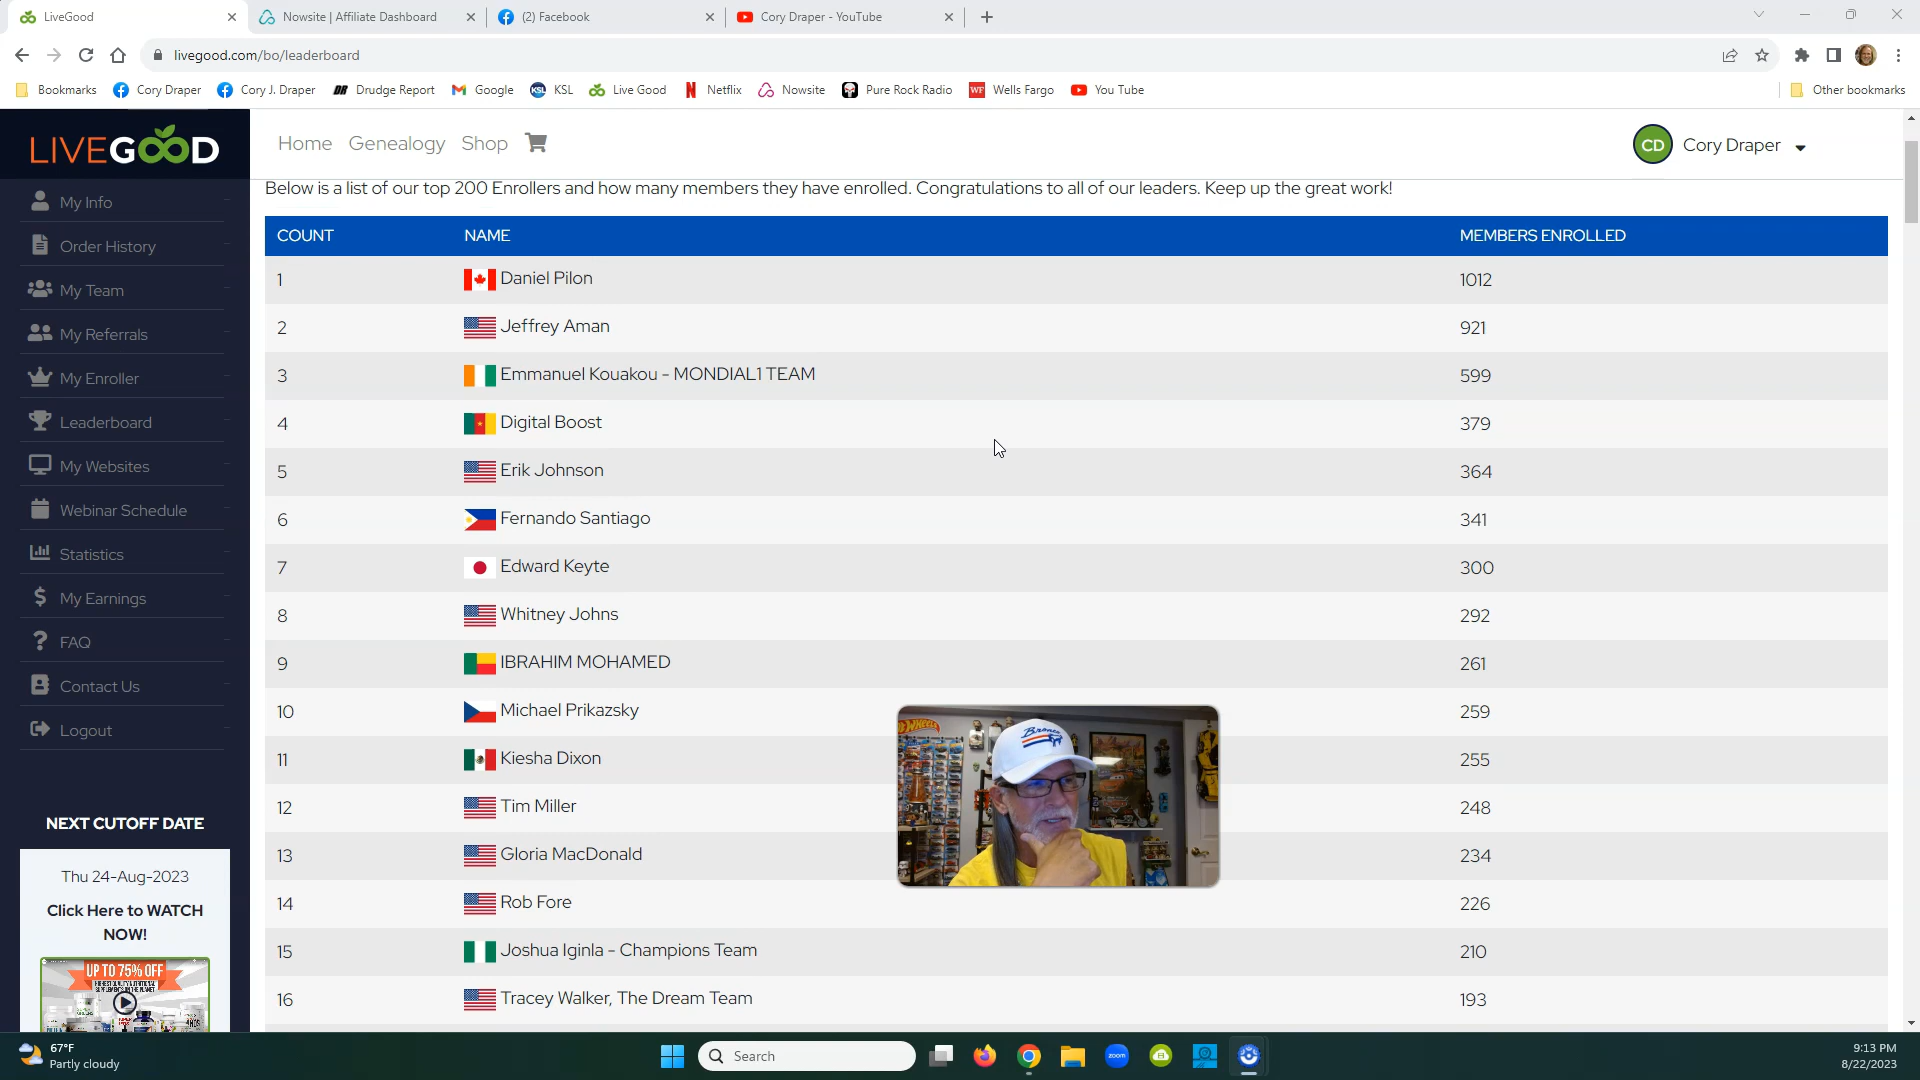 LiveGood
Nowsite | Affiliate Dashboard
(2) Facebook
Cory Draper - YouTube
livegood.com/bo/leaderboard
Bookmarks
Cory Draper
Cory J. Draper
DR Drudge Report
Google
KSL KSL
Live Good
Netflix
Nowsite
Pure Rock Radio
WF Wells Fargo
You Tube
Other bookmarks
LIVEGOOD
Home Genealogy Shop
CD Cory Draper
My Info
Order History
My Team
My Referrals
My Enroller
Leaderboard
My Websites
Webinar Schedule
Statistics
My Earnings
FAQ
Contact Us
Logout
NEXT CUTOFF DATE
Thu 24-Aug-2023
Click Here to WATCH
NOW!
UP TO 75% OFF
Below is a list of our top 200 Enrollers and how many members they have enrolled. Congratulations to all of our leaders. Keep up the great work!
COUNT NAME MEMBERS ENROLLED
1 Daniel Pilon 1012
2 Jeffrey Aman 921
3 Emmanuel Kouakou - MONDIAL1 TEAM 599
4 Digital Boost 379
5 Erik Johnson 364
6 Fernando Santiago 341
7 Edward Keyte 300
8 Whitney Johns 292
9 IBRAHIM MOHAMED 261
10 Michael Prikazsky 259
11 Kiesha Dixon 255
12 Tim Miller 248
13 Gloria MacDonald 234
14 Rob Fore 226
15 Joshua Iginla - Champions Team 210
16 Tracey Walker, The Dream Team 193
HOT WHEELS
Bronco
67°F
Partly cloudy
Search
zoom
9:13 PM
8/22/2023